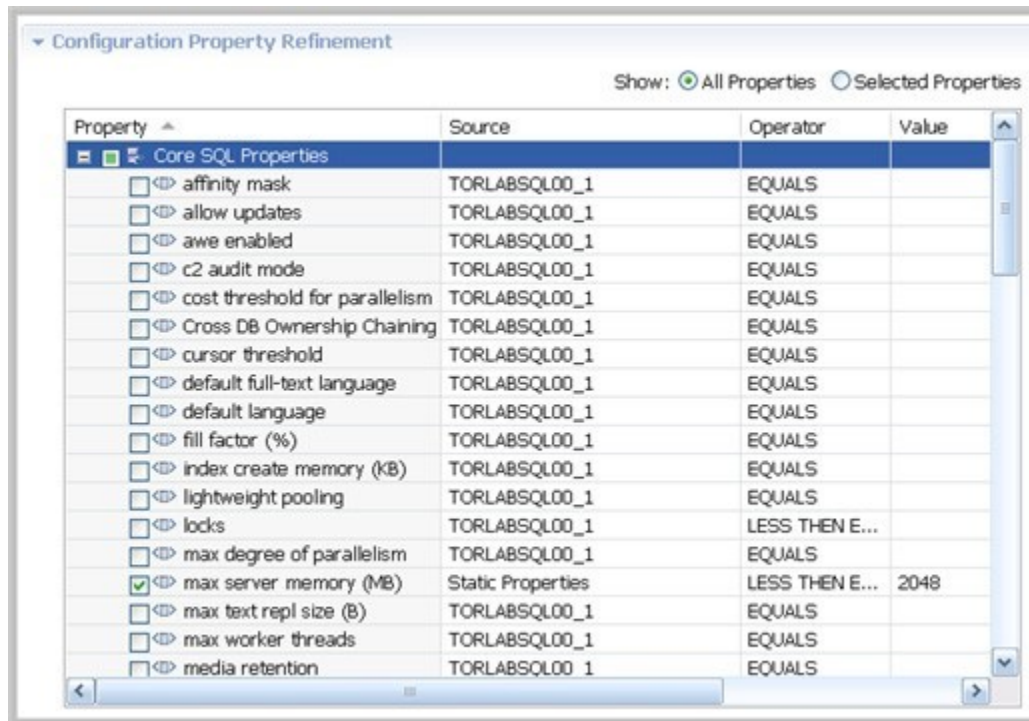 Configuration Property Refinement
Show: All Properties Selected Properties
Property Source Operator Value
Core SQL Properties
affinity mask TORLABSQL00_1 EQUALS
allow updates TORLABSQL00_1 EQUALS
awe enabled TORLABSQL00_1 EQUALS
c2 audit mode TORLABSQL00_1 EQUALS
cost threshold for parallelism TORLABSQL00_1 EQUALS
Cross DB Ownership Chaining TORLABSQL00_1 EQUALS
cursor threshold TORLABSQL00_1 EQUALS
default full-text language TORLABSQL00_1 EQUALS
default language TORLABSQL00_1 EQUALS
fill factor (%) TORLABSQL00_1 EQUALS
index create memory (KB) TORLABSQL00_1 EQUALS
lightweight pooling TORLABSQL00_1 EQUALS
locks TORLABSQL00_1 LESS THEN E...
max degree of parallelism TORLABSQL00_1 EQUALS
max server memory (MB) Static Properties LESS THEN E... 2048
max text repl size (B) TORLABSQL00_1 EQUALS
max worker threads TORLABSQL00_1 EQUALS
media retention TORLABSQL00_1 EQUALS